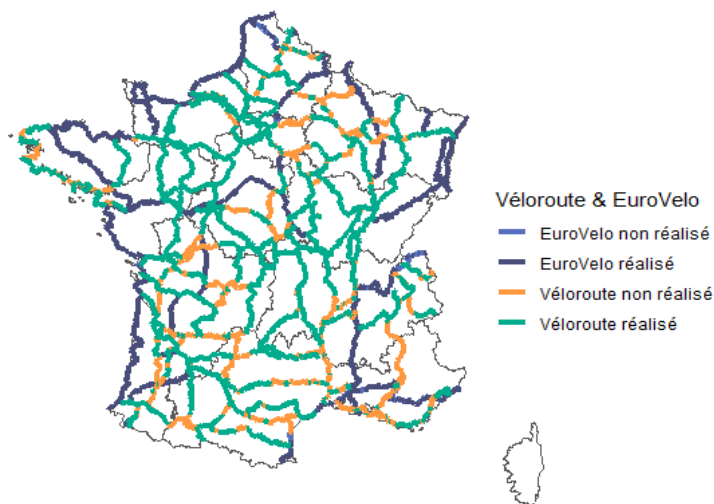 Véloroute & EuroVelo
EuroVelo non réalisé
EuroVelo réalisé
Véloroute non réalisé
Véloroute réalisé